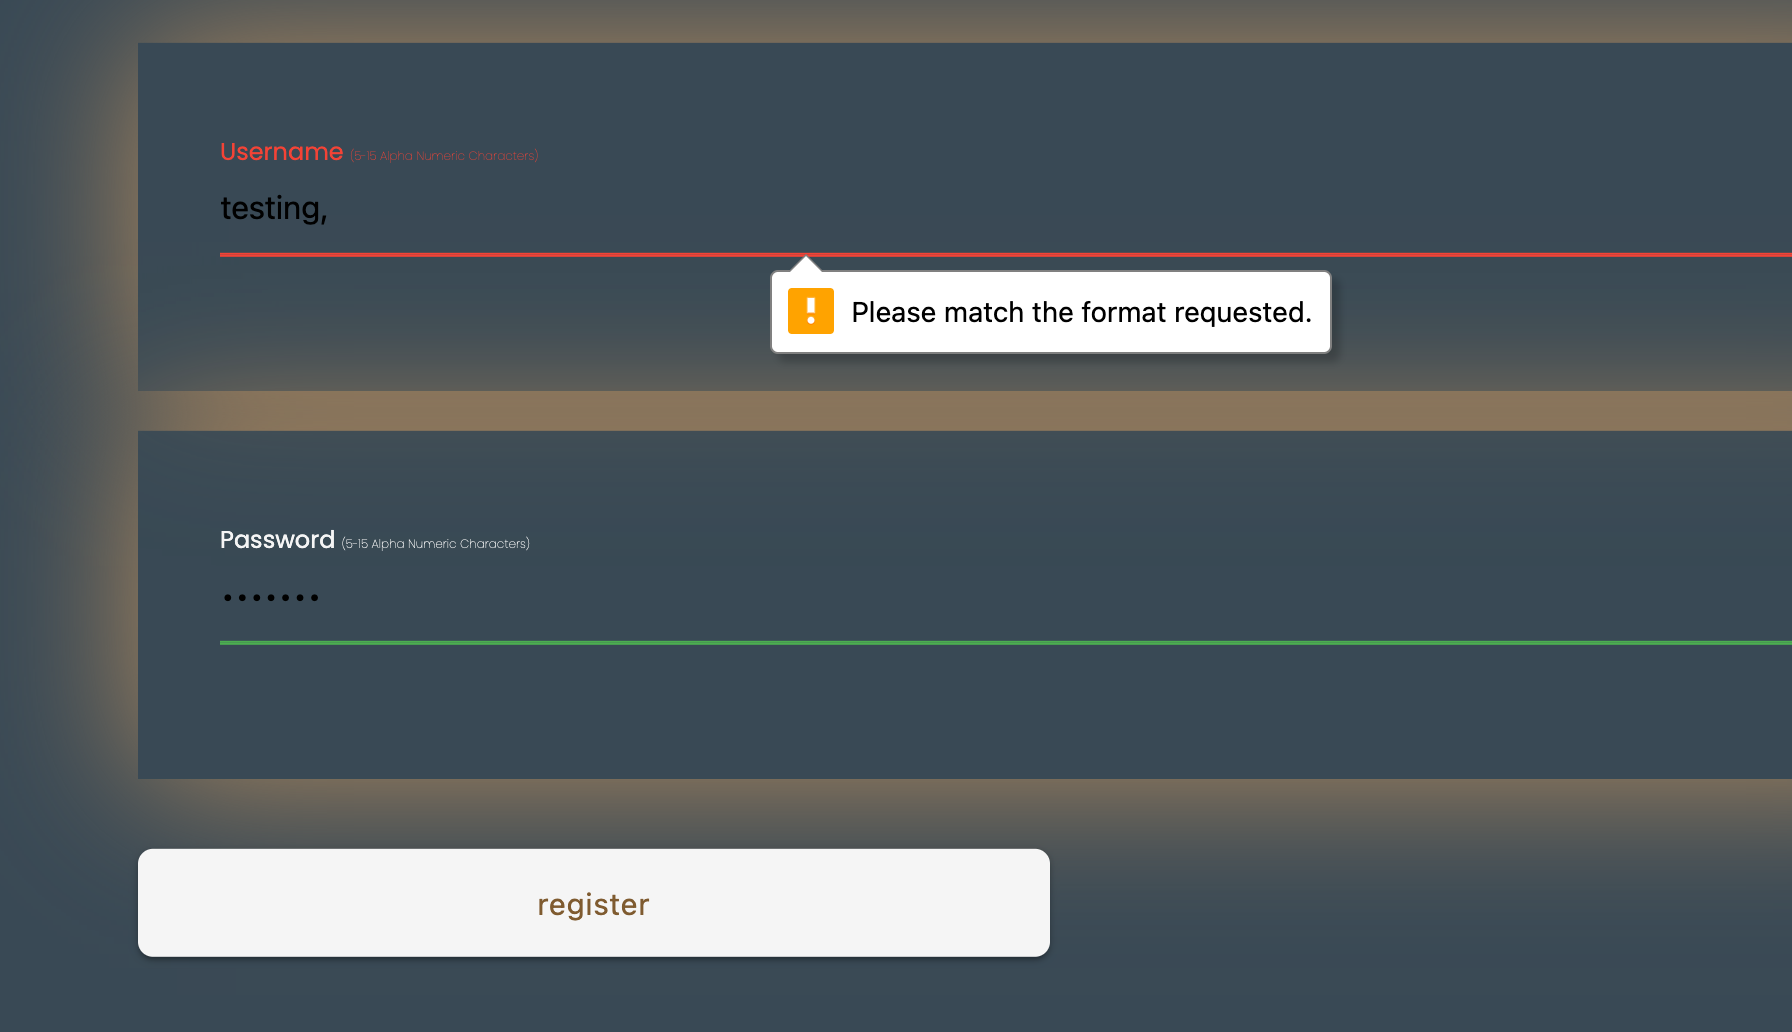 Username (5-15 Alpha Numeric Characters)
testing,
Please match the format requested.
Password (5-15 Alpha Numeric Characters)
•••••••
register